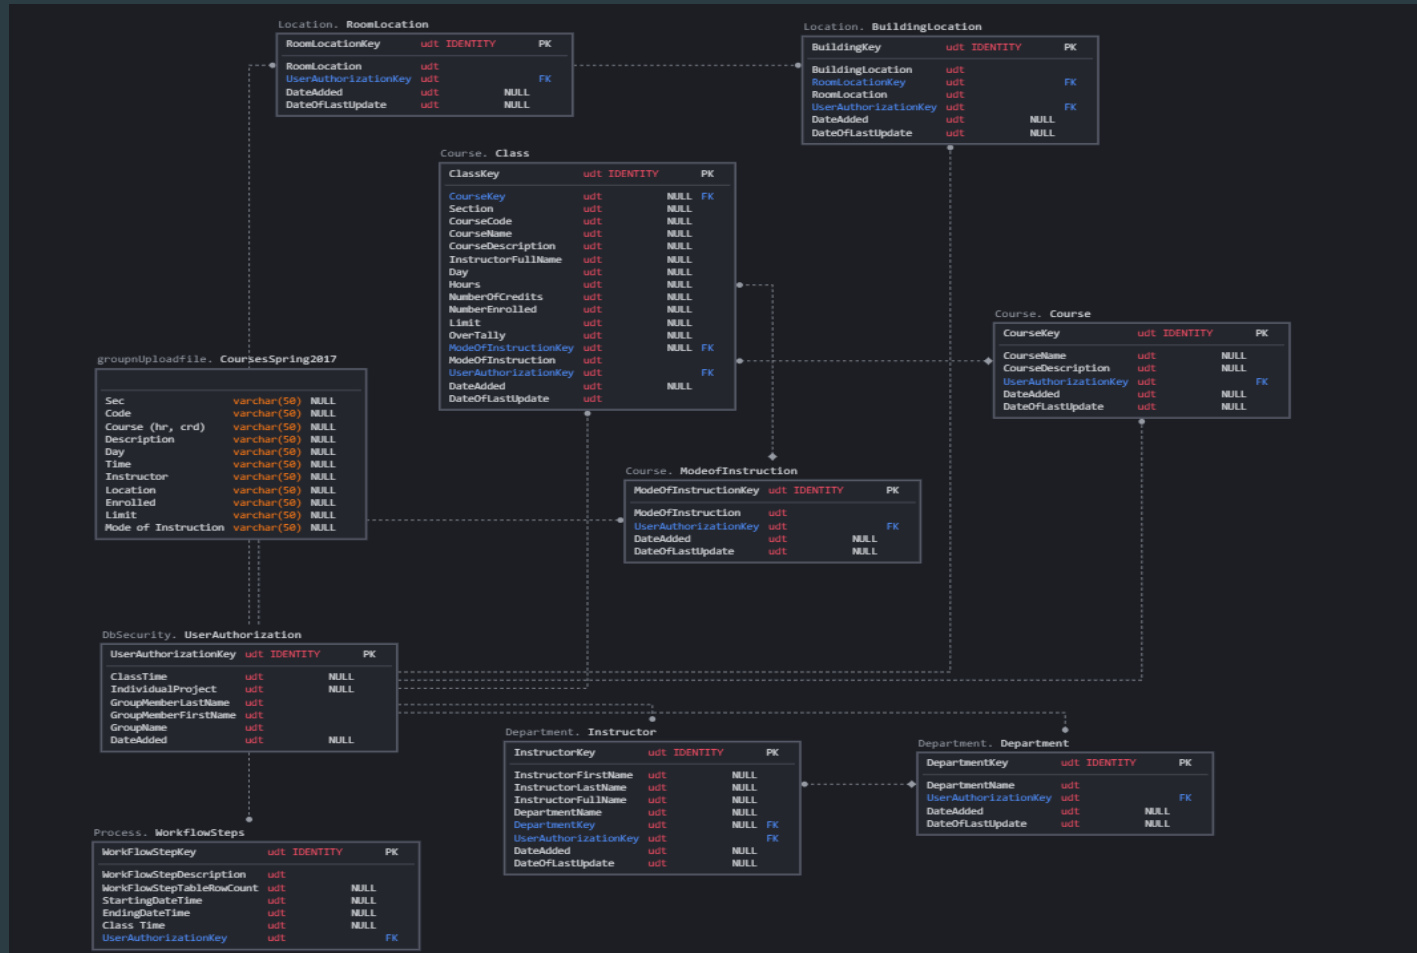 Location. RoomLocation
RoomLocationKey udt IDENTITY PK
RoomLocation udt
UserAuthorizationKey udt FK
DateAdded udt NULL
DateOfLastUpdate udt NULL
Location. BuildingLocation
BuildingKey udt IDENTITY PK
BuildingLocation udt
RoomLocationKey udt FK
RoomLocation udt
UserAuthorizationKey udt FK
DateAdded udt NULL
DateOfLastUpdate udt NULL
Course. Class
ClassKey udt IDENTITY PK
CourseKey udt NULL FK
Section udt NULL
CourseCode udt NULL
CourseName udt NULL
CourseDescription udt NULL
InstructorFullName udt NULL
Day udt NULL
Hours udt NULL
NumberOfCredits udt NULL
NumberEnrolled udt NULL
Limit udt NULL
OverTally udt NULL
ModeOfInstructionKey udt NULL FK
ModeOfInstruction udt
UserAuthorizationKey udt FK
DateAdded udt NULL
DateOfLastUpdate udt
Course. Course
CourseKey udt IDENTITY PK
CourseName udt NULL
CourseDescription udt NULL
UserAuthorizationKey udt FK
DateAdded udt NULL
DateOfLastUpdate udt NULL
groupnUploadfile. CoursesSpring2017
Sec varchar(50) NULL
Code varchar(50) NULL
Course (hr, crd) varchar(50) NULL
Description varchar(50) NULL
Day varchar(50) NULL
Time varchar(50) NULL
Instructor varchar(50) NULL
Location varchar(50) NULL
Enrolled varchar(50) NULL
Limit varchar(50) NULL
Mode of Instruction varchar(50) NULL
Course. ModeofInstruction
ModeOfInstructionKey udt IDENTITY PK
ModeOfInstruction udt
UserAuthorizationKey udt FK
DateAdded udt NULL
DateOfLastUpdate udt NULL
DbSecurity. UserAuthorization
UserAuthorizationKey udt IDENTITY PK
ClassTime udt NULL
IndividualProject udt NULL
GroupMemberLastName udt
GroupMemberFirstName udt
GroupName udt
DateAdded udt NULL
Department. Instructor
InstructorKey udt IDENTITY PK
InstructorFirstName udt NULL
InstructorLastName udt NULL
InstructorFullName udt NULL
DepartmentName udt NULL
DepartmentKey udt NULL FK
UserAuthorizationKey udt FK
DateAdded udt NULL
DateOfLastUpdate udt NULL
Department. Department
DepartmentKey udt IDENTITY PK
DepartmentName udt
UserAuthorizationKey udt FK
DateAdded udt NULL
DateOfLastUpdate udt NULL
Process. WorkflowSteps
WorkFlowStepKey udt IDENTITY PK
WorkFlowStepDescription udt
WorkFlowStepTableRowCount udt NULL
StartingDateTime udt NULL
EndingDateTime udt NULL
Class Time udt NULL
UserAuthorizationKey udt FK